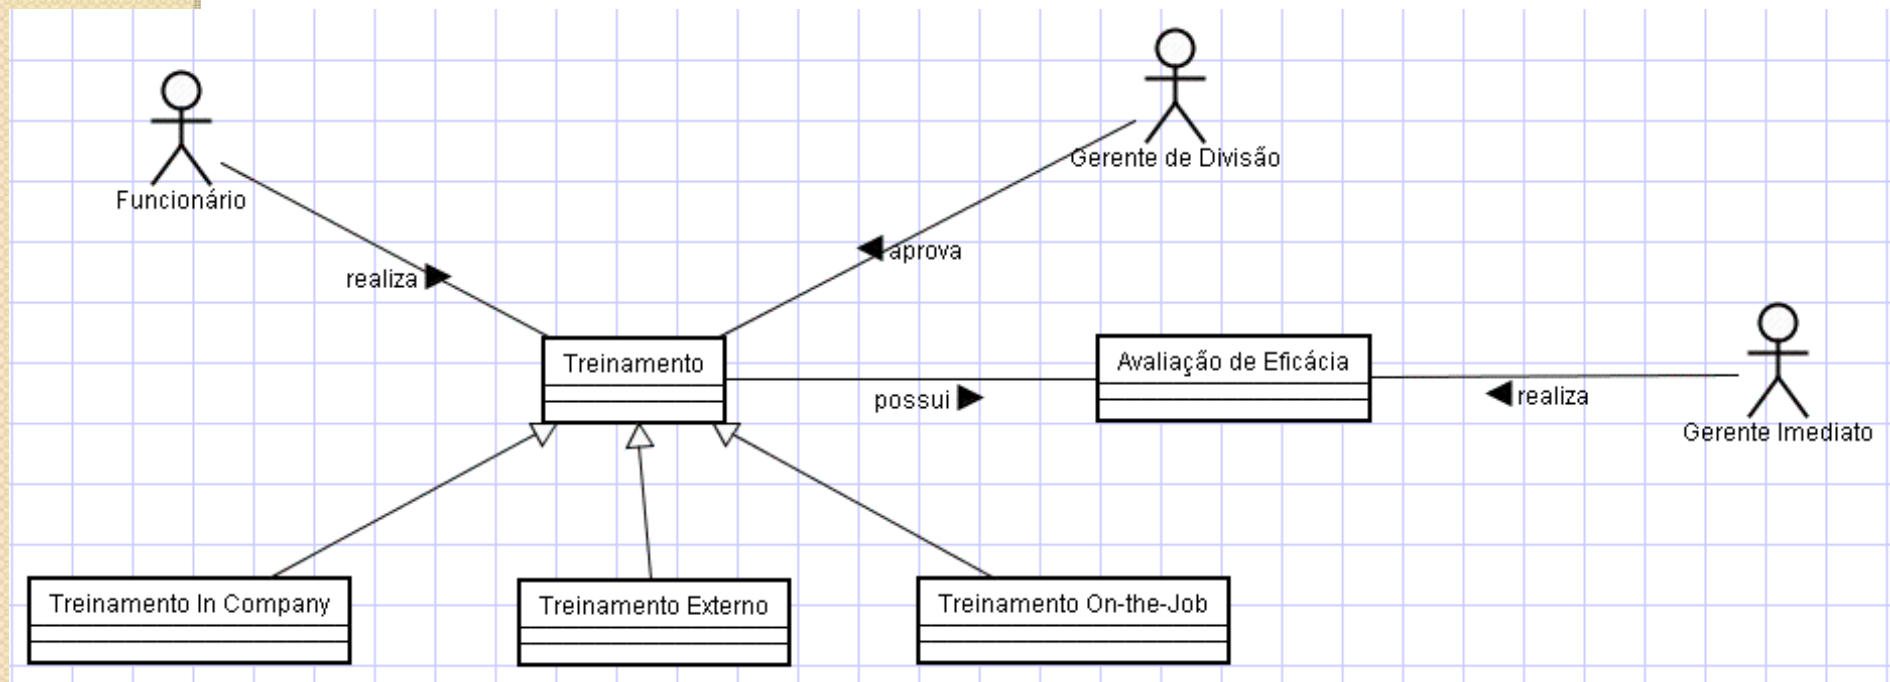 Gerente de Divisão
Funcionário
aprova
realiza
Treinamento
Avaliação de Eficácia
possui
realiza
Gerente Imediato
Treinamento In Company
Treinamento Externo
Treinamento On-the-Job